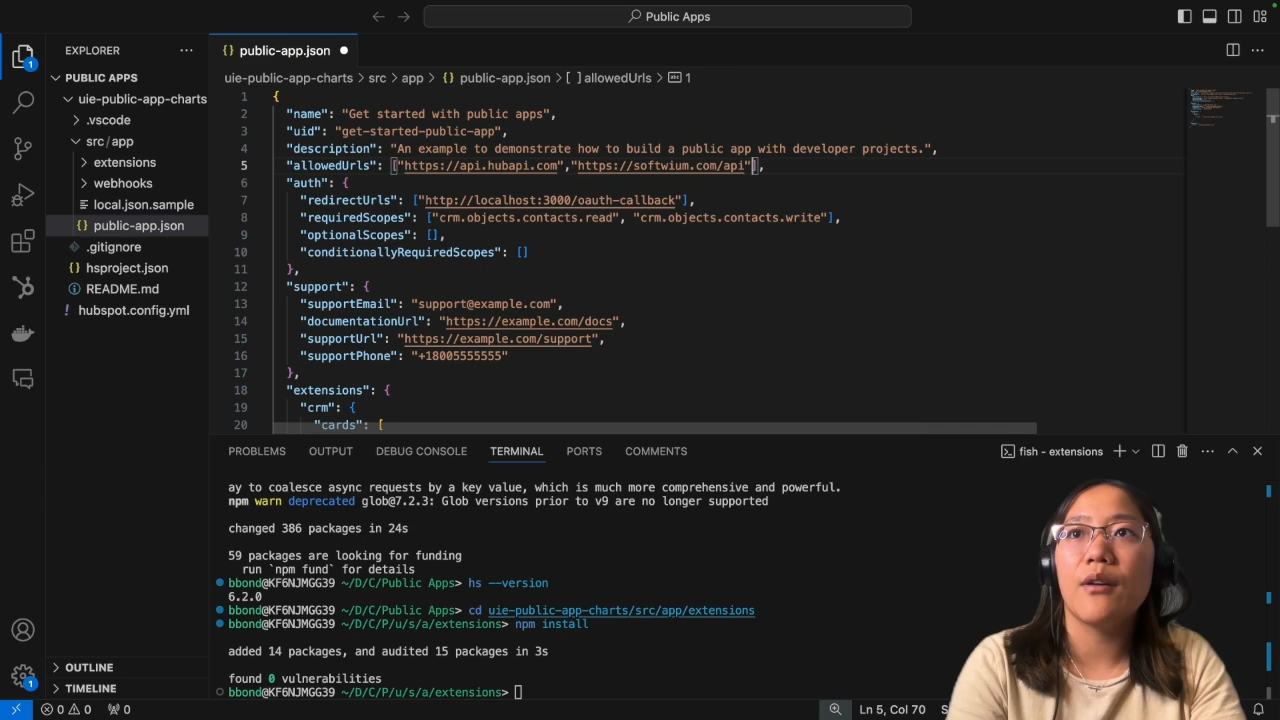 Public Apps
EXPLORER
PUBLIC APPS
uie-public-app-charts
.vscode
src/app
extensions
webhooks
local.json.sample
{} public-app.json
.gitignore
{} hsproject.json
README.md
! hubspot.config.yml
OUTLINE
TIMELINE
1
1
{} public-app.json
uie-public-app-charts > src > app > {} public-app.json > [ ] allowedUrls > abc 1
1 {
2 "name": "Get started with public apps",
3 "uid": "get-started-public-app",
4 "description": "An example to demonstrate how to build a public app with developer projects.",
5 "allowedUrls": ["https://api.hubapi.com","https://softwium.com/api"],
6 "auth": {
7 "redirectUrls": ["http://localhost:3000/oauth-callback"],
8 "requiredScopes": ["crm.objects.contacts.read", "crm.objects.contacts.write"],
9 "optionalScopes": [],
10 "conditionallyRequiredScopes": []
11 },
12 "support": {
13 "supportEmail": "support@example.com",
14 "documentationUrl": "https://example.com/docs",
15 "supportUrl": "https://example.com/support",
16 "supportPhone": "+18005555555"
17 },
18 "extensions": {
19 "crm": {
20 "cards": [
PROBLEMS OUTPUT DEBUG CONSOLE TERMINAL PORTS COMMENTS
fish - extensions
ay to coalesce async requests by a key value, which is much more comprehensive and powerful.
npm warn deprecated glob@7.2.3: Glob versions prior to v9 are no longer supported
changed 386 packages in 24s
59 packages are looking for funding
run `npm fund` for details
bbond@KF6NJMGG39 ~/D/C/Public Apps> hs --version
6.2.0
bbond@KF6NJMGG39 ~/D/C/Public Apps> cd uie-public-app-charts/src/app/extensions
bbond@KF6NJMGG39 ~/D/C/P/u/s/a/extensions> npm install
added 14 packages, and audited 15 packages in 3s
found 0 vulnerabilities
bbond@KF6NJMGG39 ~/D/C/P/u/s/a/extensions>
0 0 0
Ln 5, Col 70